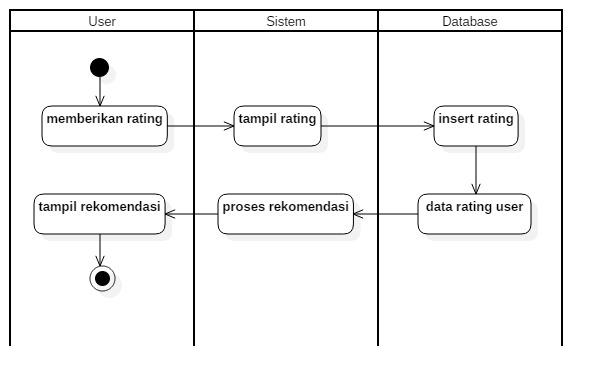 User
Sistem
Database
memberikan rating
tampil rating
insert rating
tampil rekomendasi
proses rekomendasi
data rating user